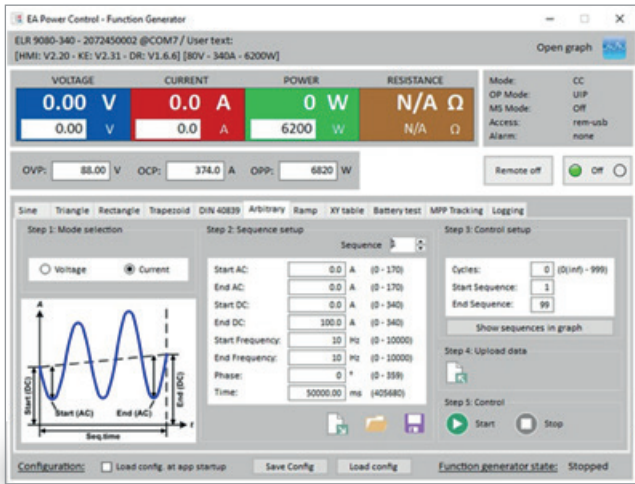 EA Power Control - Function Generator
ELR 9080-340 - 2072450002 @COM7 / User text:
[HMI: V2.20 - KE: V2.31 - DR: V1.6.6] [80V - 340A - 6200W]
Open graph
VOLTAGE CURRENT POWER RESISTANCE
0.00 V 0.0 A 0 W N/A Ω
0.00 V 0.0 A 6200 W N/A Ω
Mode: CC
OP Mode: UIP
MS Mode: Off
Access: rem-usb
Alarm: none
OVP: 88.00 V OCP: 374.0 A OPP: 6820 W
Remote off
Off
Sine Triangle Rectangle Trapezoid DIN 40839 Arbitrary Ramp XY table Battery test MPP Tracking Logging
Step 1: Mode selection
Voltage Current
A
Start (DC)
Start (AC)
End (AC)
End (DC)
t
Seq.time
Step 2: Sequence setup
Sequence
Start AC: 0.0 A (0 - 170)
End AC: 0.0 A (0 - 170)
Start DC: 0.0 A (0 - 340)
End DC: 100.0 A (0 - 340)
Start Frequency: 10 Hz (0 - 10000)
End Frequency: 10 Hz (0 - 10000)
Phase: 0 ° (0 - 359)
Time: 50000.00 ms (405680)
Step 3: Control setup
Cycles: 0 (0(inf) - 999)
Start Sequence: 1
End Sequence: 99
Show sequences in graph
Step 4: Upload data
Step 5: Control
Start Stop
Configuration: Load config. at app startup Save Config Load config Function generator state: Stopped